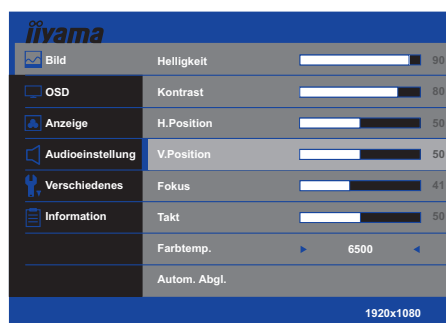 iiyama
Bild
Helligkeit 90
OSD
Kontrast 80
Anzeige
H.Position 50
Audioeinstellung
V.Position 50
Verschiedenes
Fokus 41
Information
Takt 50
Farbtemp. 6500
Autom. Abgl.
1920x1080